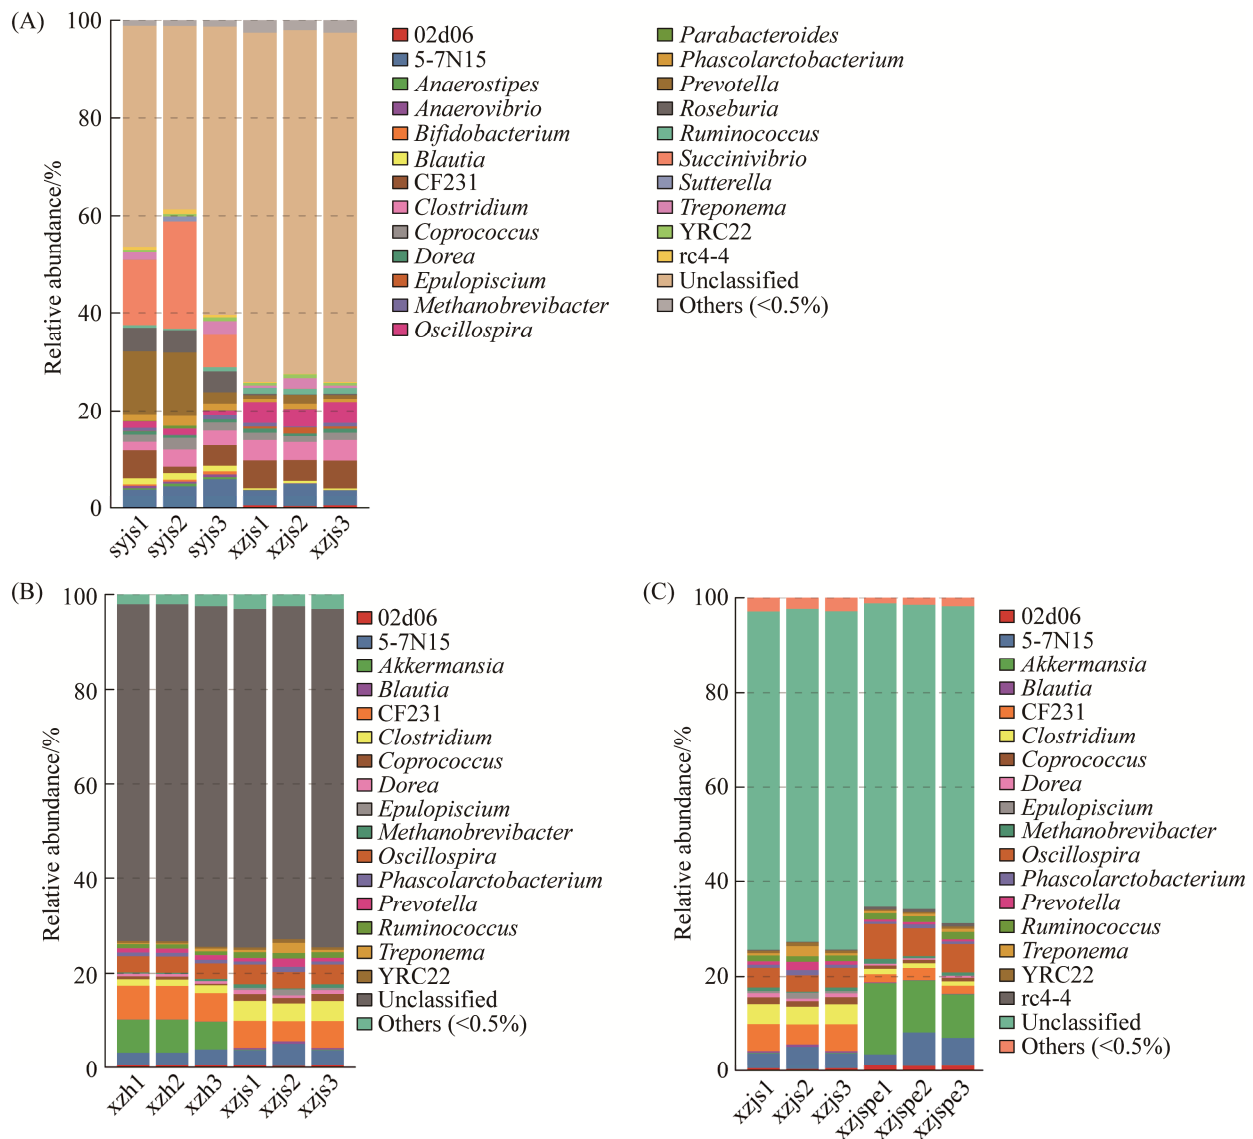 (A)
Relative abundance/%
100
80
60
40
20
0
syjs1
syjs2
syjs3
xzjs1
xzjs2
xzjs3
02d06
5-7N15
Anaerostipes
Anaerovibrio
Bifidobacterium
Blautia
CF231
Clostridium
Coprococcus
Dorea
Epulopiscium
Methanobrevibacter
Oscillospira
Parabacteroides
Phascolarctobacterium
Prevotella
Roseburia
Ruminococcus
Succinivibrio
Sutterella
Treponema
YRC22
rc4-4
Unclassified
Others (<0.5%)
(B)
Relative abundance/%
100
80
60
40
20
0
xzh1
xzh2
xzh3
xzjs1
xzjs2
xzjs3
02d06
5-7N15
Akkermansia
Blautia
CF231
Clostridium
Coprococcus
Dorea
Epulopiscium
Methanobrevibacter
Oscillospira
Phascolarctobacterium
Prevotella
Ruminococcus
Treponema
YRC22
Unclassified
Others (<0.5%)
(C)
Relative abundance/%
100
80
60
40
20
0
xzjs1
xzjs2
xzjs3
xzjspe1
xzjspe2
xzjspe3
02d06
5-7N15
Akkermansia
Blautia
CF231
Clostridium
Coprococcus
Dorea
Epulopiscium
Methanobrevibacter
Oscillospira
Phascolarctobacterium
Prevotella
Ruminococcus
Treponema
YRC22
rc4-4
Unclassified
Others (<0.5%)